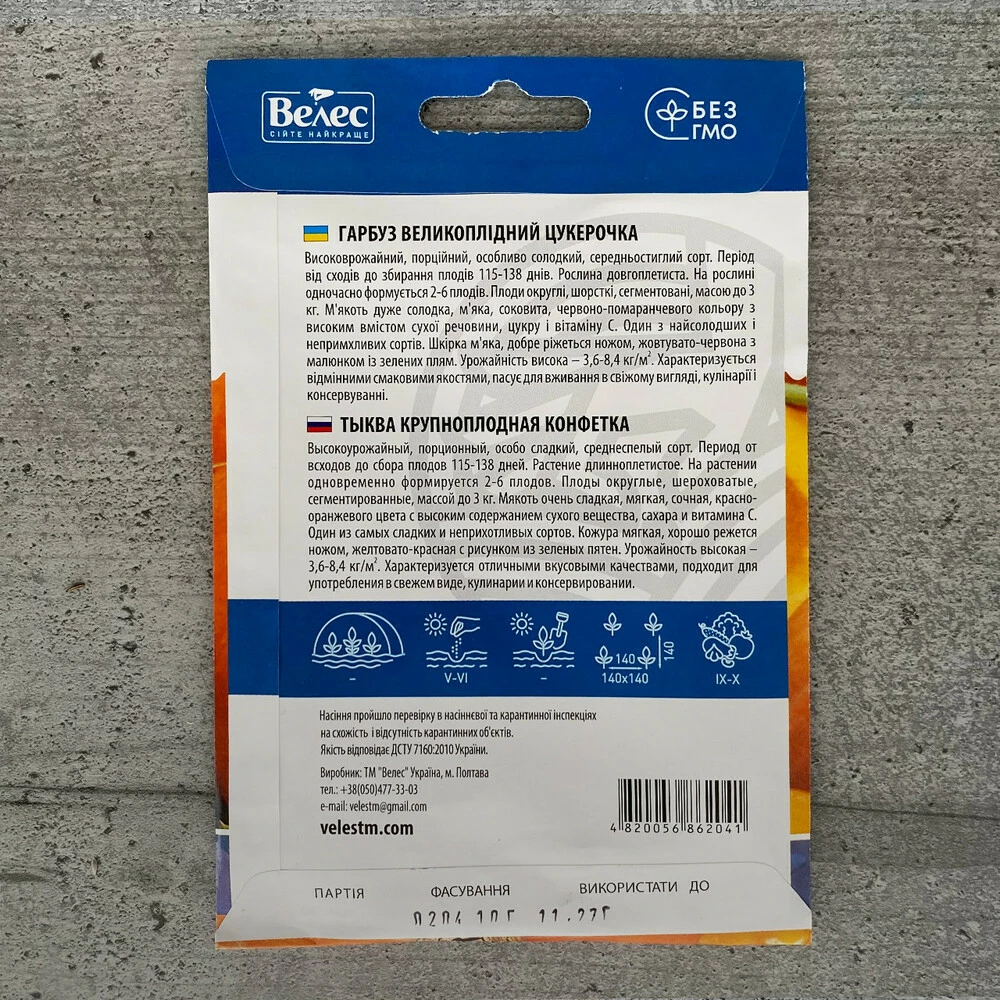 Велес
СІЙТЕ НАЙКРАЩЕ
БЕЗ
ГМО
ГАРБУЗ ВЕЛИКОПЛІДНИЙ ЦУКЕРОЧКА
Високоврожайний, порційний, особливо солодкий, середньостиглий сорт. Період
від сходів до збирання плодів 115-138 днів. Рослина довгоплетиста. На рослині
одночасно формується 2-6 плодів. Плоди округлі, шорсткі, сегментовані, масою до 3
кг. М'якоть дуже солодка, м'яка, соковита, червоно-помаранчевого кольору з
високим вмістом сухої речовини, цукру і вітаміну С. Один з найсолодших і
непримхливих сортів. Шкірка м'яка, добре ріжеться ножом, жовтувато-червона з
малюнком із зелених плям. Урожайність висока – 3,6-8,4 кг/м². Характеризується
відмінними смаковими якостями, пасує для вживання в свіжому вигляді, кулінарії і
консервуванні.
ТЫКВА КРУПНОПЛОДНАЯ КОНФЕТКА
Высокоурожайный, порционный, особо сладкий, среднеспелый сорт. Период от
всходов до сбора плодов 115-138 дней. Растение длинноплетистое. На растении
одновременно формируется 2-6 плодов. Плоды округлые, шероховатые,
сегментированные, массой до 3 кг. Мякоть очень сладкая, мягкая, сочная, красно-
оранжевого цвета с высоким содержанием сухого вещества, сахара и витамина С.
Один из самых сладких и неприхотливых сортов. Кожура мягкая, хорошо режется
ножом, желтовато-красная с рисунком из зеленых пятен. Урожайность высокая –
3,6-8,4 кг/м². Характеризуется отличными вкусовыми качествами, подходит для
употребления в свежем виде, кулинарии и консервировании.
140
140
– V-VI – 140x140 IX-X
Насіння пройшло перевірку в насіннєвої та карантинної інспекціях
на схожість і відсутність карантинних об'єктів.
Якість відповідає ДСТУ 7160:2010 України.
Виробник: ТМ "Велес" Україна, м. Полтава
тел.: +38(050)477-33-03
e-mail: velestm@gmail.com
velestm.com
4 820056 862041
ПАРТІЯ ФАСУВАННЯ ВИКОРИСТАТИ ДО